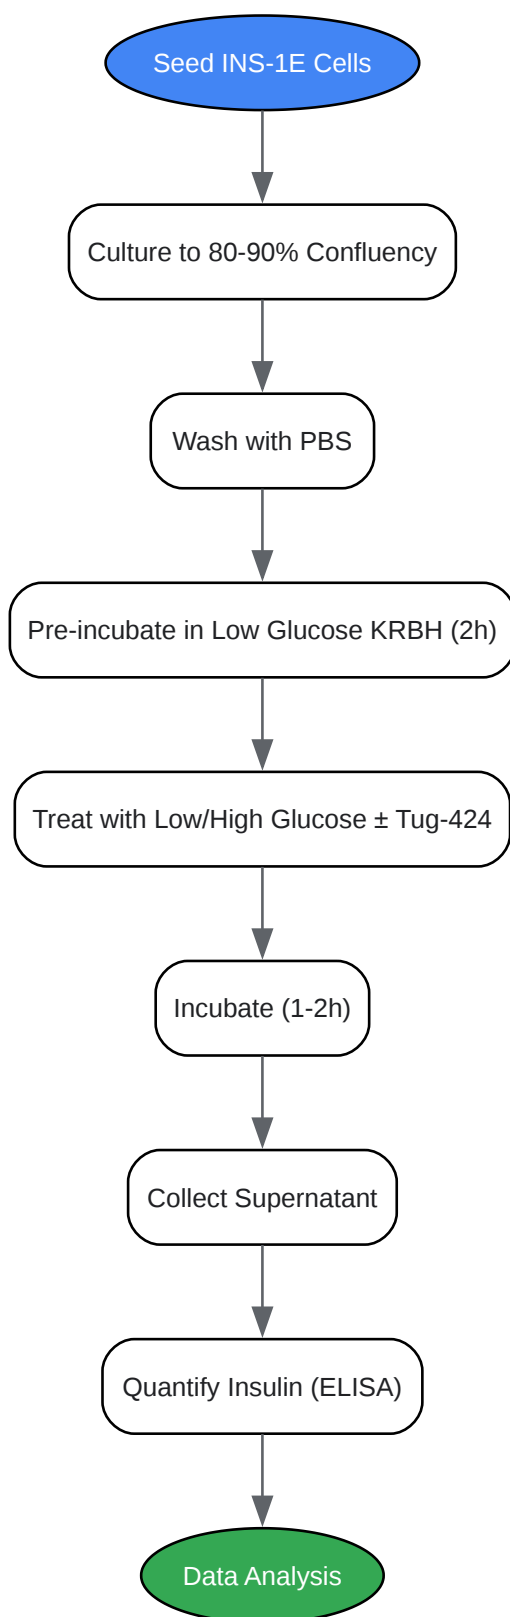 Seed INS-1E Cells
Culture to 80-90% Confluency
Wash with PBS
Pre-incubate in Low Glucose KRBH (2h)
Treat with Low/High Glucose ± Tug-424
Incubate (1-2h)
Collect Supernatant
Quantify Insulin (ELISA)
Data Analysis